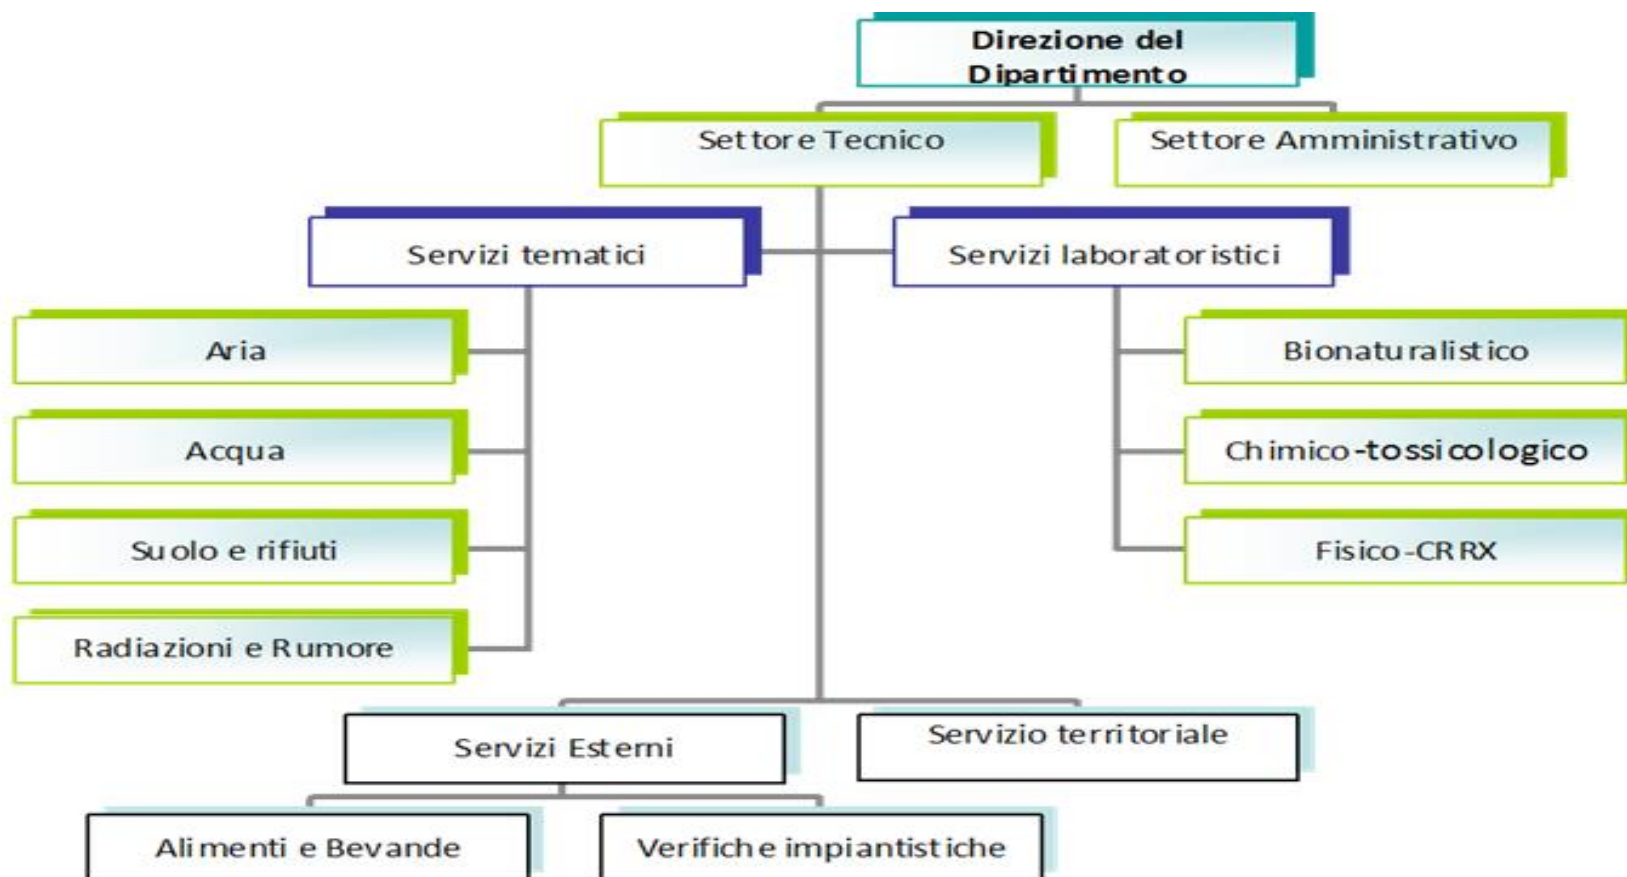 Direzione del
Dipartimento
Settore Tecnico
Settore Amministrativo
Servizi tematici
Servizi laboratoristici
Aria
Acqua
Suolo e rifiuti
Radiazioni e Rumore
Bionaturalistico
Chimico-tossicologico
Fisico-CRRX
Servizi Esterni
Servizio territoriale
Alimenti e Bevande
Verifiche impiantistiche